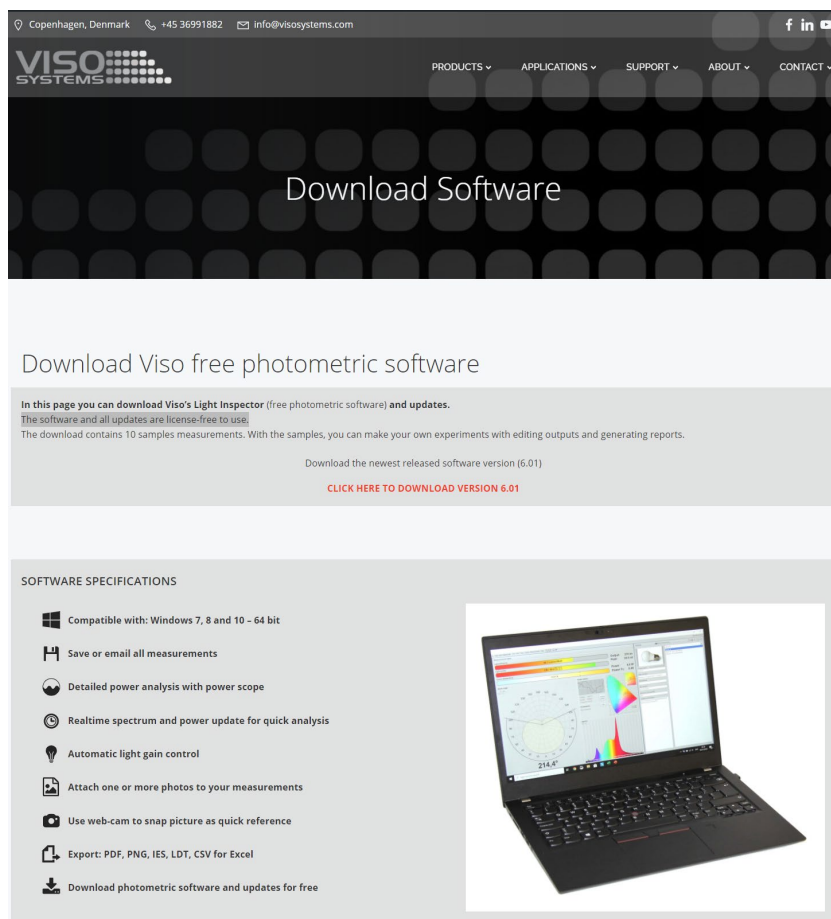 Copenhagen, Denmark +45 36991882 info@visosystems.com
VISO
SYSTEMS
PRODUCTS APPLICATIONS SUPPORT ABOUT CONTACT
Download Software
Download Viso free photometric software
In this page you can download Viso's Light Inspector (free photometric software) and updates.
The software and all updates are license-free to use.
The download contains 10 samples measurements. With the samples, you can make your own experiments with editing outputs and generating reports.
Download the newest released software version (6.01)
CLICK HERE TO DOWNLOAD VERSION 6.01
SOFTWARE SPECIFICATIONS
Compatible with: Windows 7, 8 and 10 – 64 bit
Save or email all measurements
Detailed power analysis with power scope
Realtime spectrum and power update for quick analysis
Automatic light gain control
Attach one or more photos to your measurements
Use web-cam to snap picture as quick reference
Export: PDF, PNG, IES, LDT, CSV for Excel
Download photometric software and updates for free
214,4°